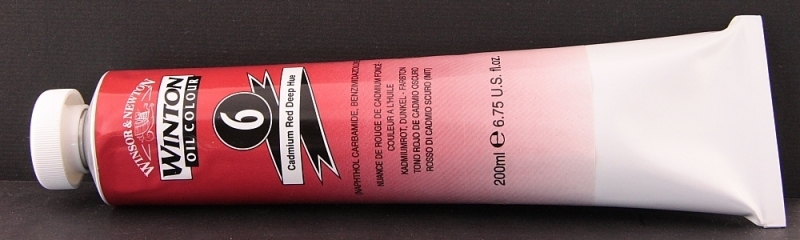 WINSOR & NEWTON
WINTON
OIL COLOUR
6
Cadmium Red Deep Hue
(NAPHTHOL CARBAMIDE, BENZIMIDAZOLE
NUANCE DE ROUGE DE CADMIUM FONCÉ
COULEUR A L'HUILE
KADMIUMROT, DUNKEL - FARBTON
TONO ROJO DE CADMIO OSCURO
ROSSO DI CADMIO SCURO (IMIT)
200ml e 6.75 U.S. fl.oz